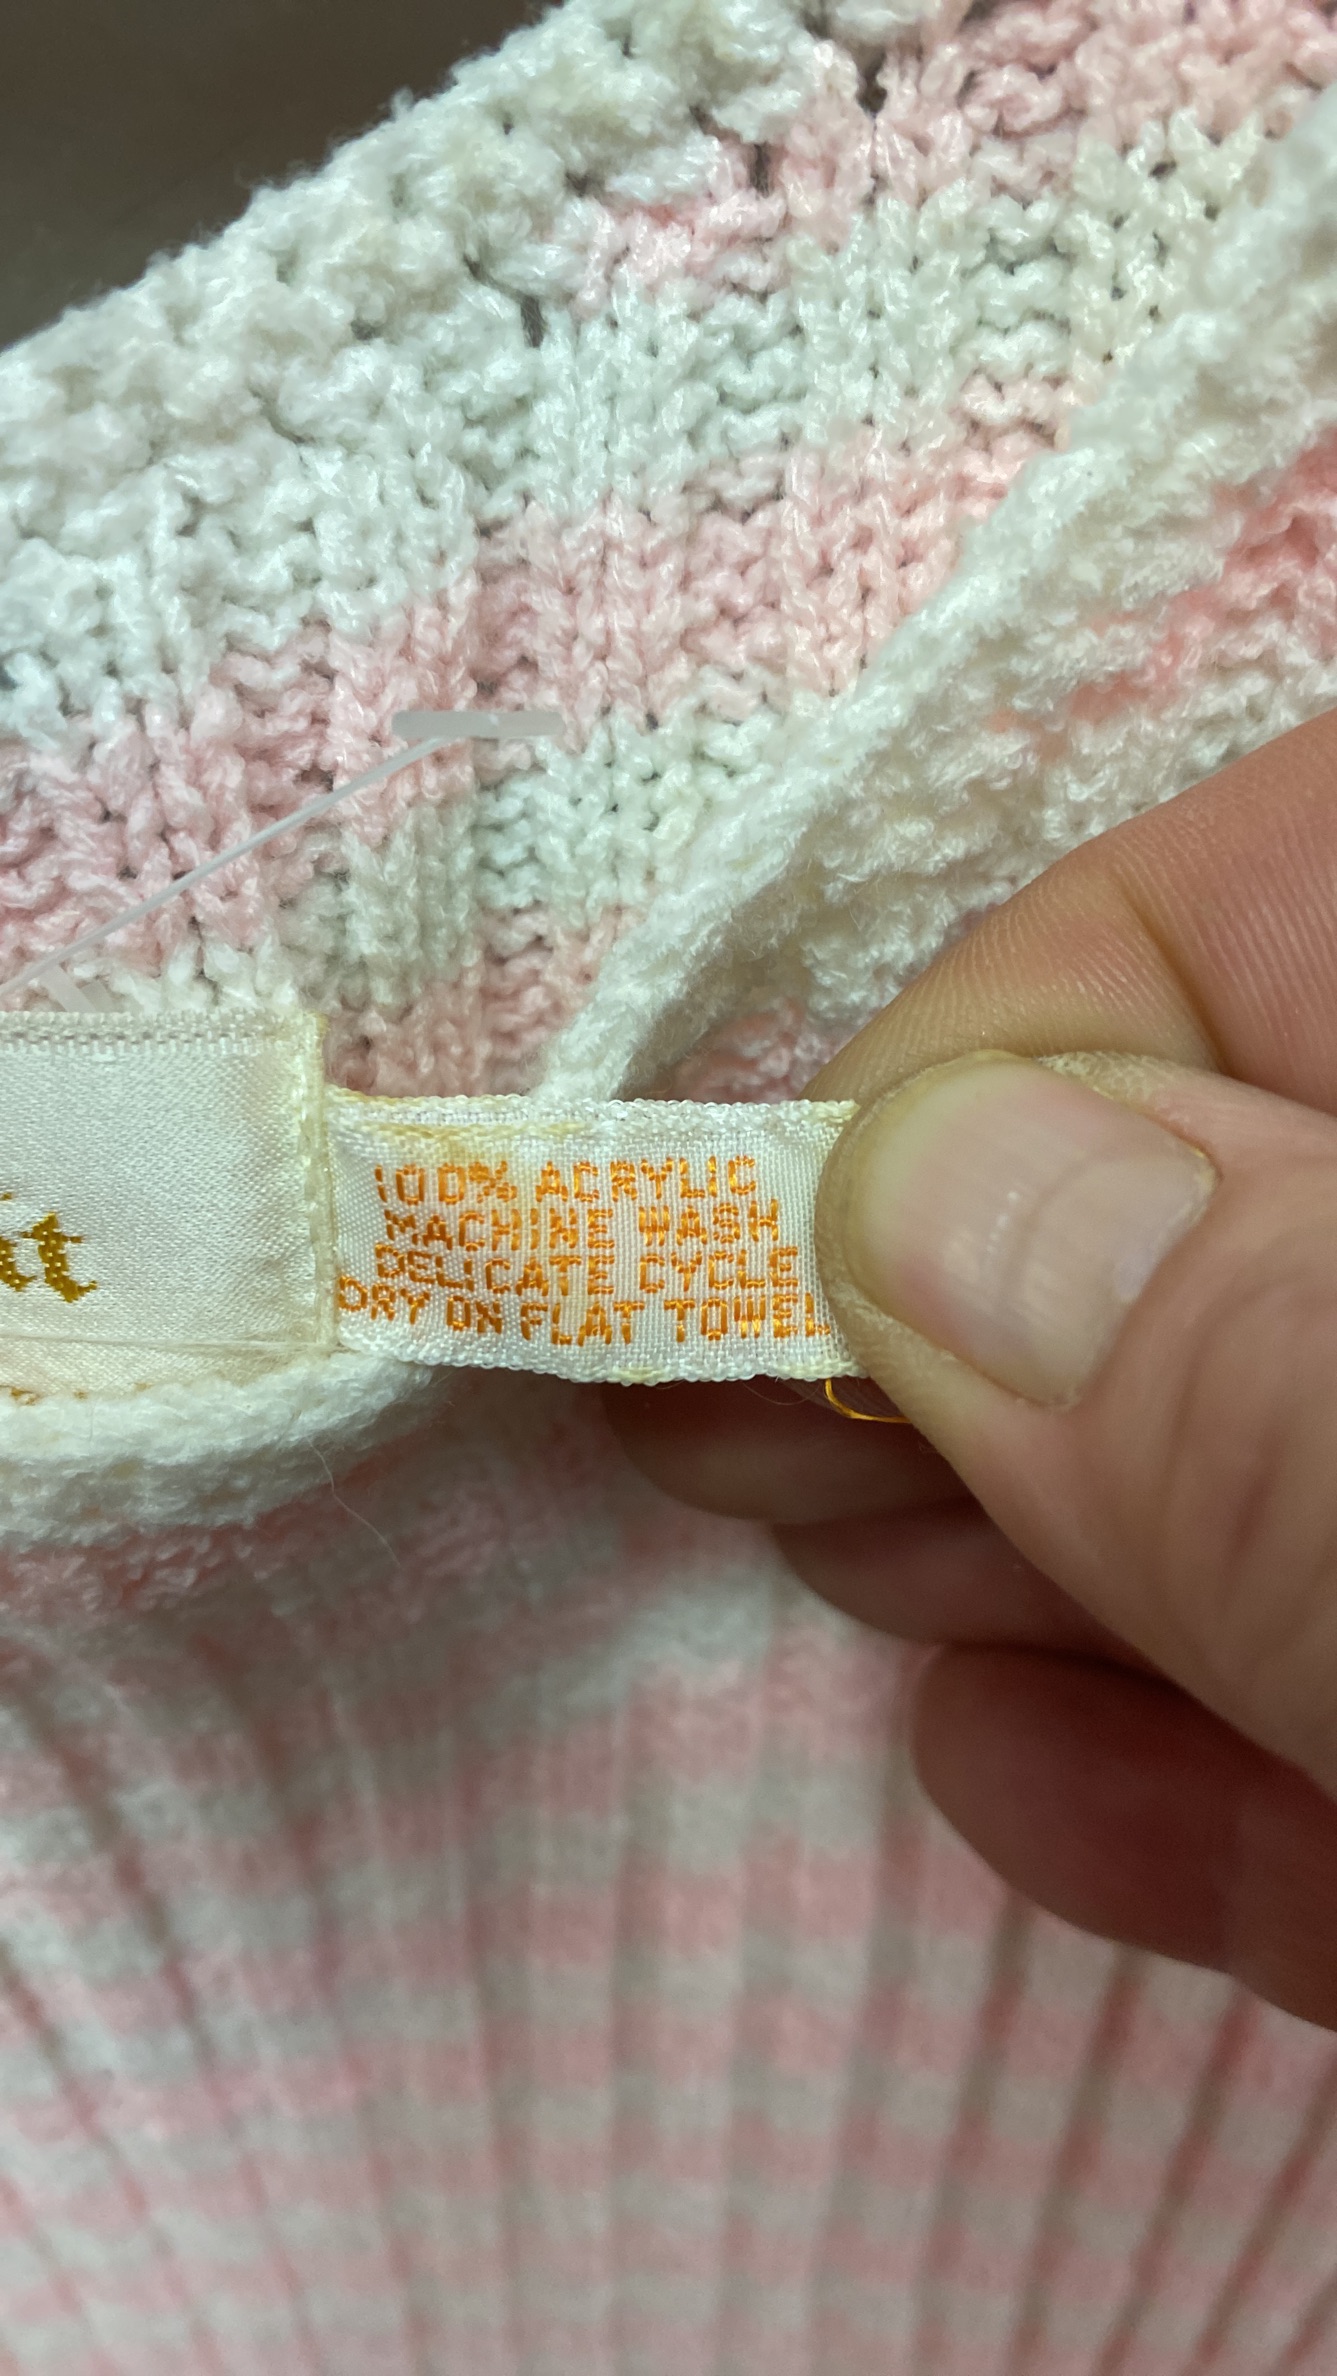 100% ACRYLIC
MACHINE WASH
DELICATE CYCLE
DRY ON FLAT TOWEL